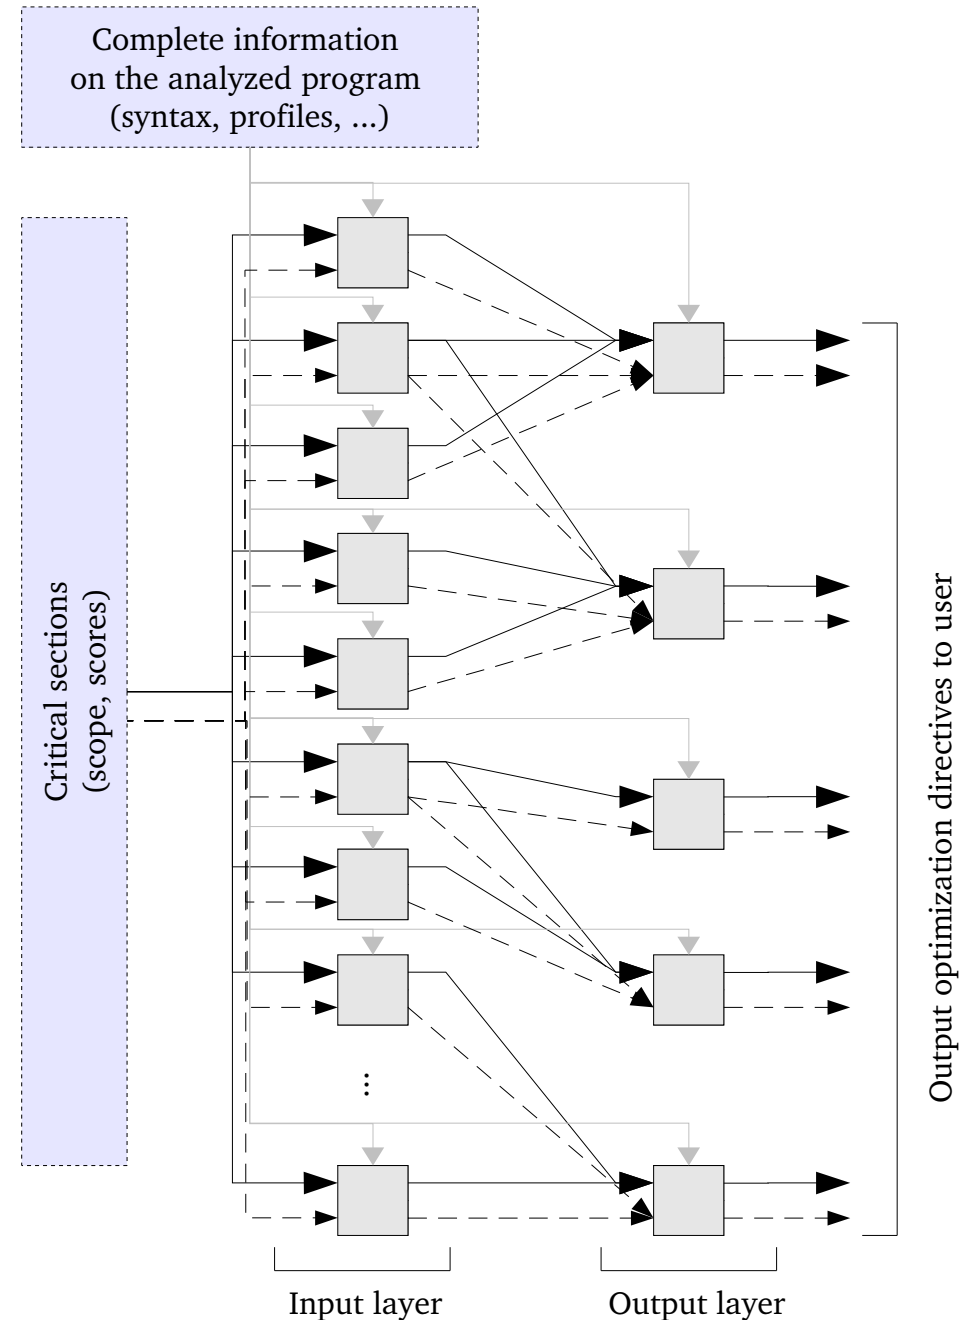 Complete information
on the analyzed program
(syntax, profiles, ...)
Critical sections
(scope, scores)
...
Output optimization directives to user
Input layer
Output layer